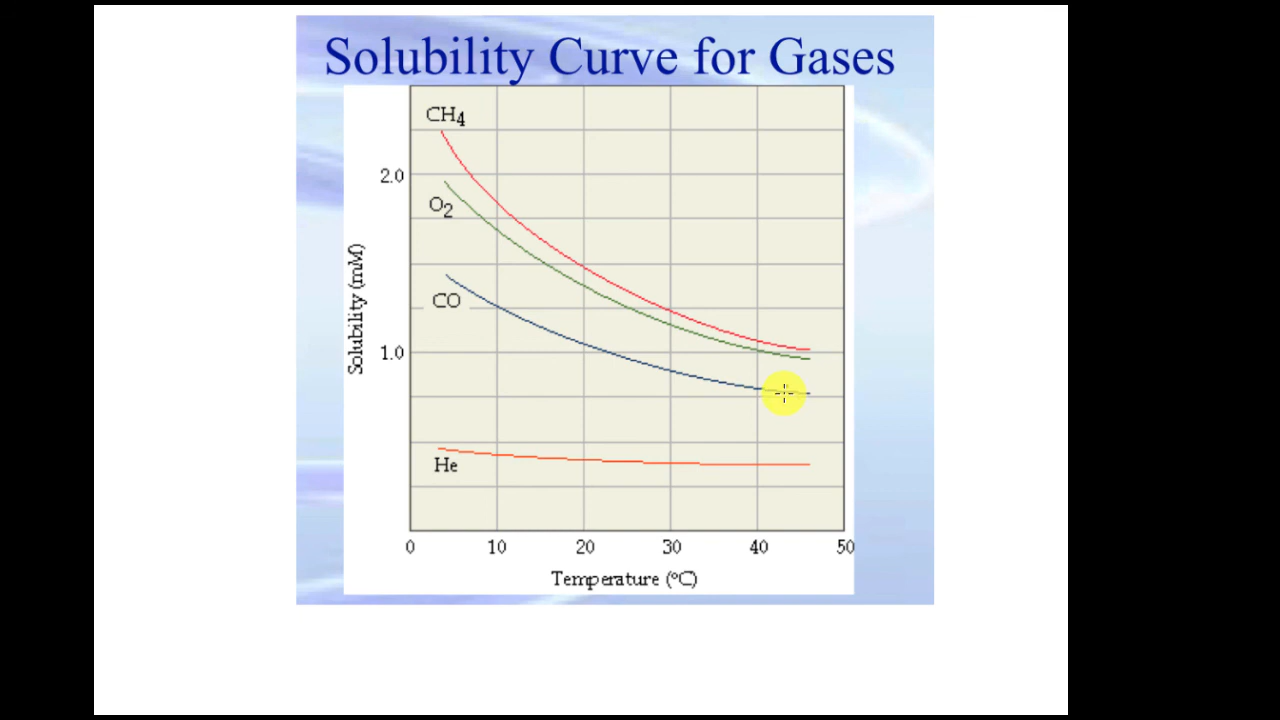 Solubility Curve for Gases
CH4
2.0
O2
Solubility (mM)
CO
1.0
He
0 10 20 30 40 50
Temperature (°C)